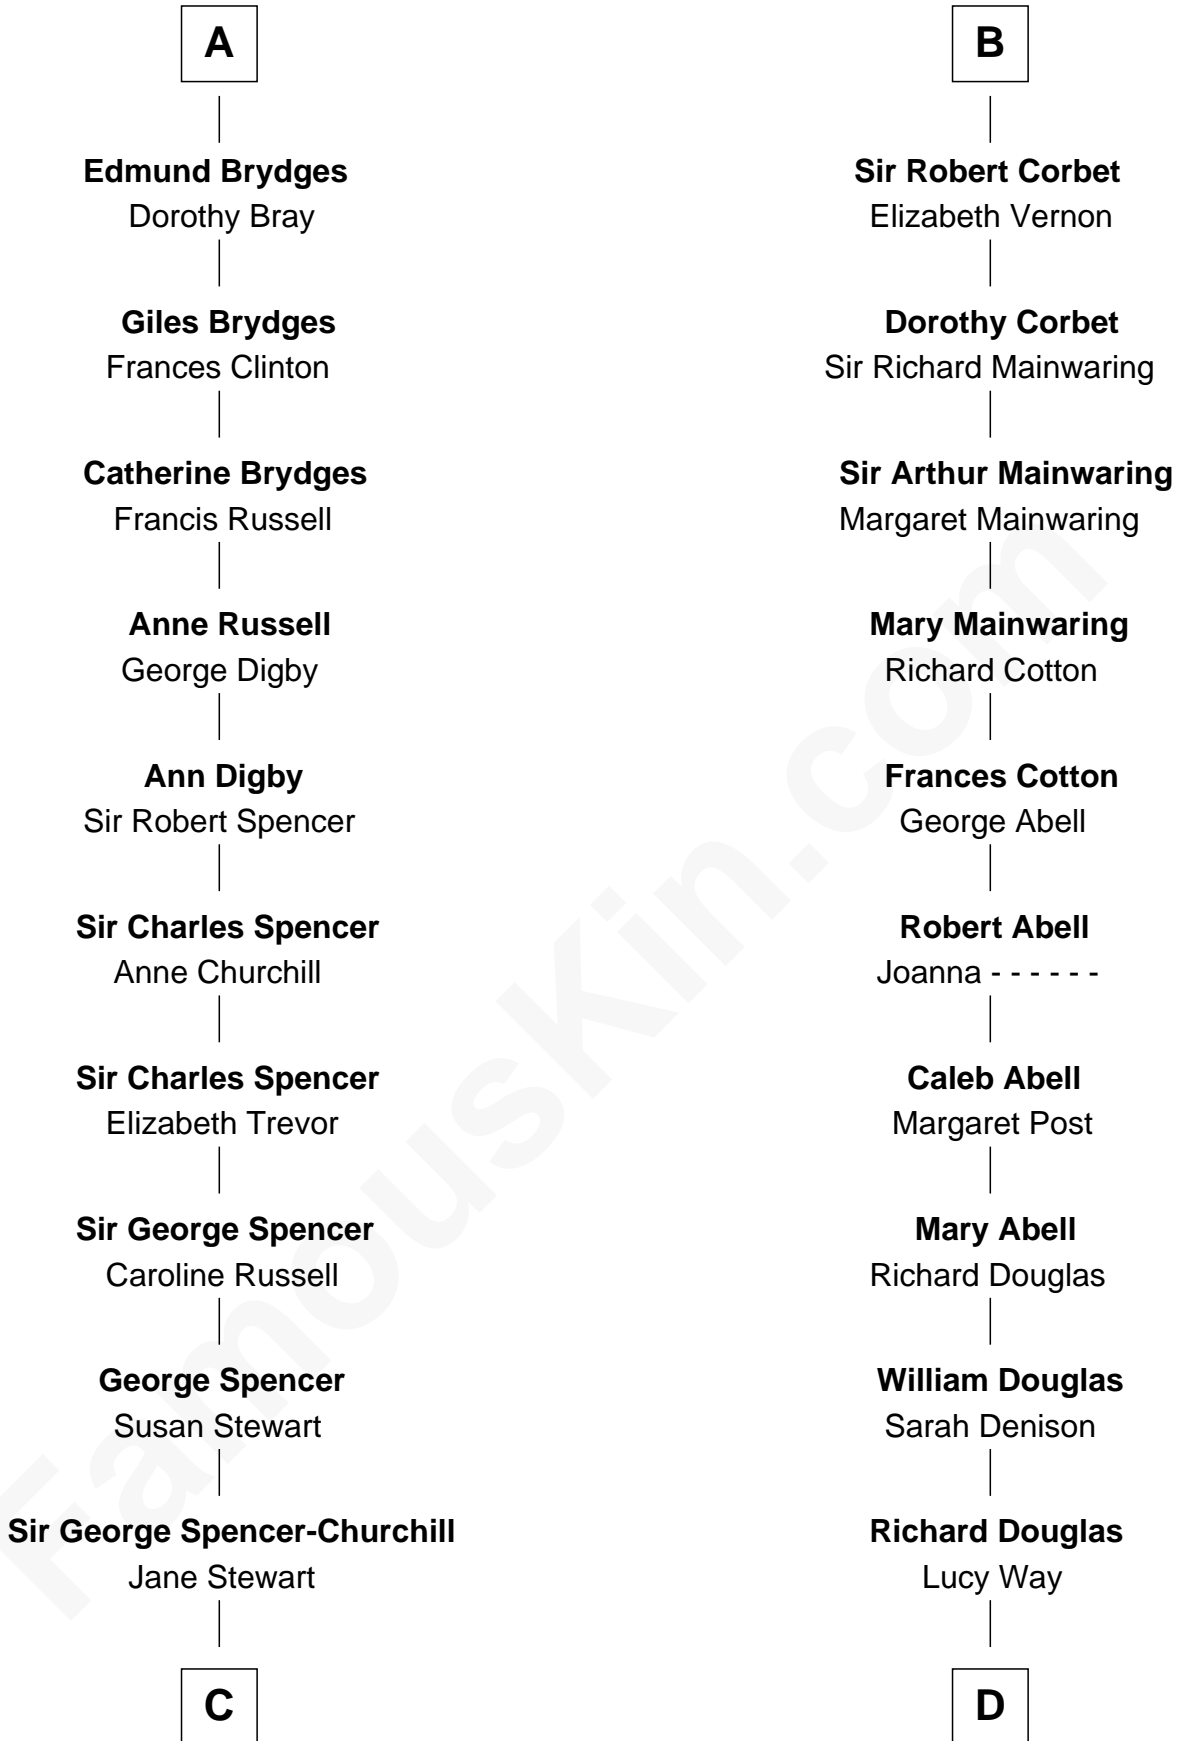 A
Edmund Brydges
Dorothy Bray
Giles Brydges
Frances Clinton
Catherine Brydges
Francis Russell
Anne Russell
George Digby
Ann Digby
Sir Robert Spencer
Sir Charles Spencer
Anne Churchill
Sir Charles Spencer
Elizabeth Trevor
Sir George Spencer
Caroline Russell
George Spencer
Susan Stewart
Sir George Spencer-Churchill
Jane Stewart
C
B
Sir Robert Corbet
Elizabeth Vernon
Dorothy Corbet
Sir Richard Mainwaring
Sir Arthur Mainwaring
Margaret Mainwaring
Mary Mainwaring
Richard Cotton
Frances Cotton
George Abell
Robert Abell
Joanna - - - - - -
Caleb Abell
Margaret Post
Mary Abell
Richard Douglas
William Douglas
Sarah Denison
Richard Douglas
Lucy Way
D
FamousKin.com